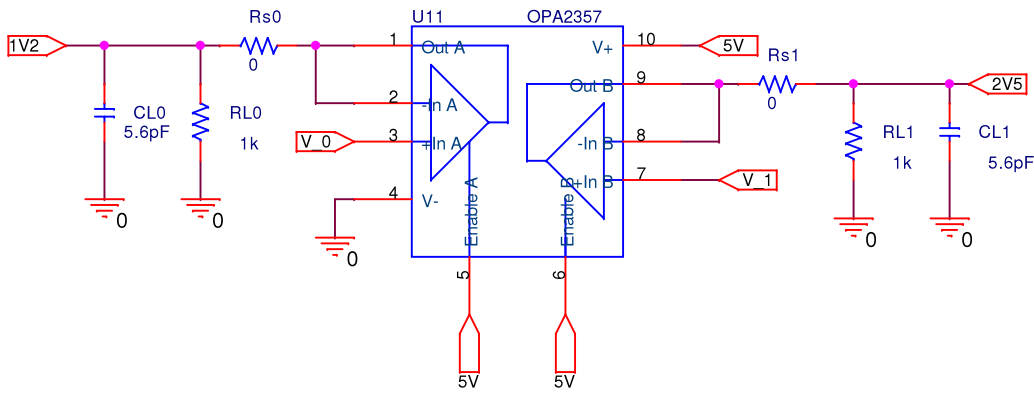 U11
OPA2357
Rs0
1V2
0
1
Out A
V+
10
5V
Rs1
2
-In A
Out B
9
0
2V5
CL0
5.6pF
RL0
1k
V_0
3
+In A
-In B
8
RL1
1k
CL1
5.6pF
4
V-
+In B
7
V_1
Enable A
Enable B
0
0
0
0
0
5
6
5V
5V